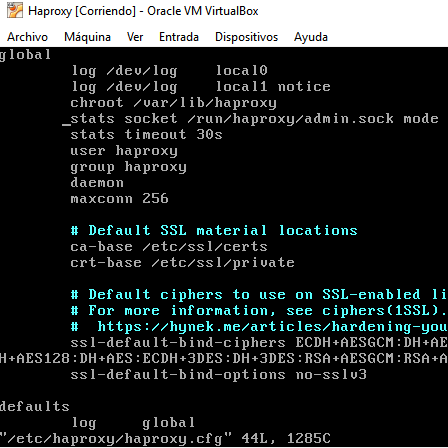 Haproxy [Corriendo] - Oracle VM VirtualBox
Archivo Máquina Ver Entrada Dispositivos Ayuda
global
log /dev/log local0
log /dev/log local1 notice
chroot /var/lib/haproxy
stats socket /run/haproxy/admin.sock mode
stats timeout 30s
user haproxy
group haproxy
daemon
maxconn 256
# Default SSL material locations
ca-base /etc/ssl/certs
crt-base /etc/ssl/private
# Default ciphers to use on SSL-enabled li
# For more information, see ciphers(1SSL).
# https://hynek.me/articles/hardening-you
ssl-default-bind-ciphers ECDH+AESGCM:DH+AE
H+AES128:DH+AES:ECDH+3DES:DH+3DES:RSA+AESGCM:RSA+A
ssl-default-bind-options no-sslv3
defaults
log global
"/etc/haproxy/haproxy.cfg" 44L, 1285C